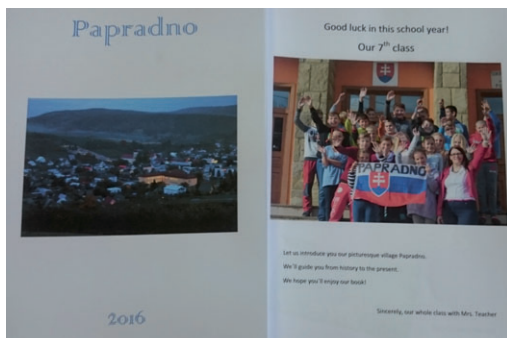 Papradno
2016
Good luck in this school year!
Our 7th class
PAPRADNO
Let us introduce you our picturesque village Papradno.
We'll guide you from history to the present.
We hope you'll enjoy our book!
Sincerely, our whole class with Mrs. Teacher